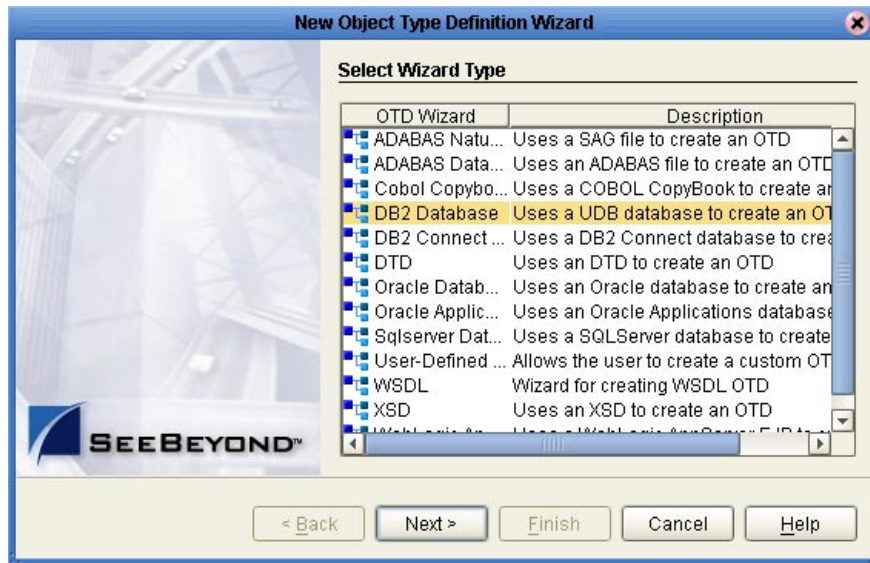 New Object Type Definition Wizard
Select Wizard Type
OTD Wizard Description
ADABAS Natu... Uses a SAG file to create an OTD
ADABAS Data... Uses an ADABAS file to create an OTD
Cobol Copybo... Uses a COBOL CopyBook to create an
DB2 Database Uses a UDB database to create an OT
DB2 Connect ... Uses a DB2 Connect database to crea
DTD Uses an DTD to create an OTD
Oracle Datab... Uses an Oracle database to create an
Oracle Applic... Uses an Oracle Applications database
Sqlserver Dat... Uses a SQLServer database to create
User-Defined ... Allows the user to create a custom OT
WSDL Wizard for creating WSDL OTD
XSD Uses an XSD to create an OTD
SEEBEYOND™
< Back Next > Finish Cancel Help